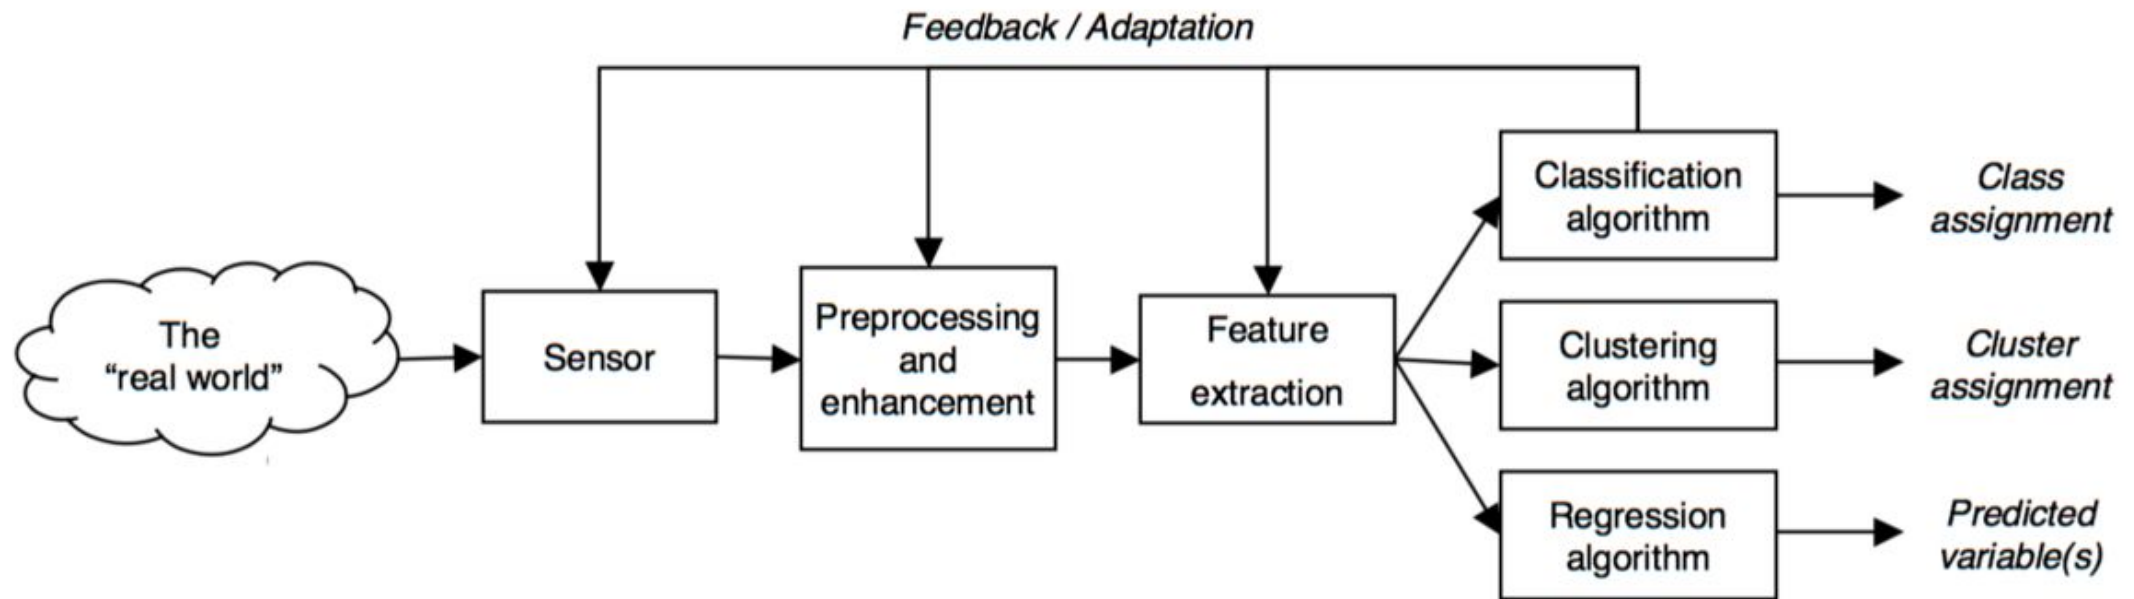 Feedback / Adaptation
The
“real world”
Sensor
Preprocessing
and
enhancement
Feature
extraction
Classification
algorithm
Class
assignment
Clustering
algorithm
Cluster
assignment
Regression
algorithm
Predicted
variable(s)